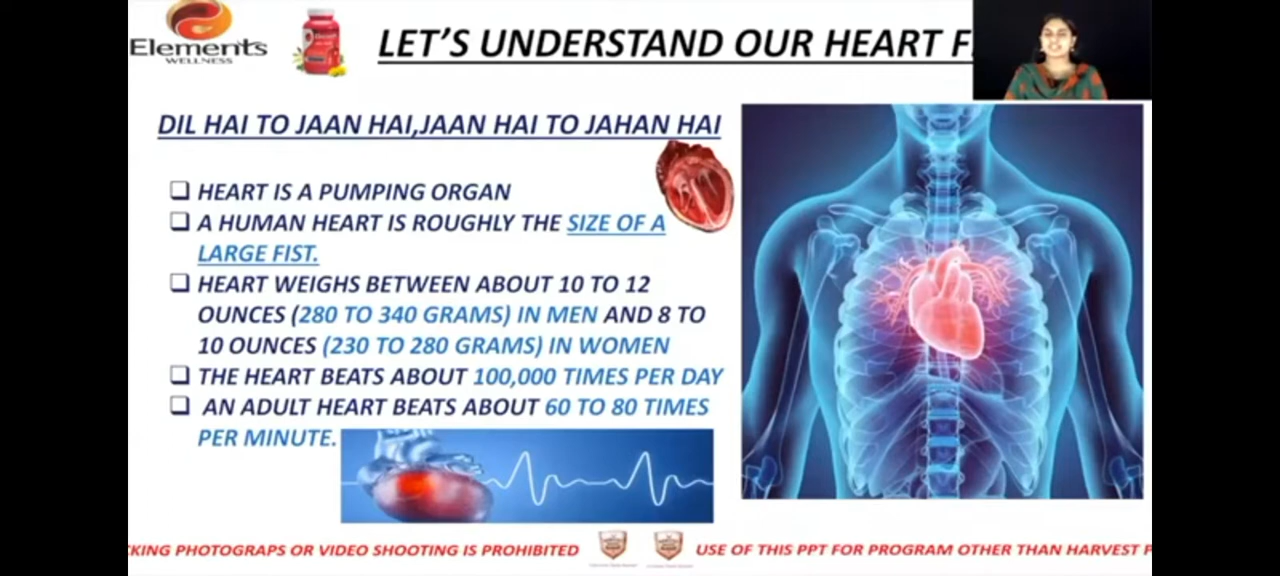 Elements
WELLNESS
LET'S UNDERSTAND OUR HEART F
DIL HAI TO JAAN HAI,JAAN HAI TO JAHAN HAI
❑ HEART IS A PUMPING ORGAN
❑ A HUMAN HEART IS ROUGHLY THE SIZE OF A
LARGE FIST.
❑ HEART WEIGHS BETWEEN ABOUT 10 TO 12
OUNCES (280 TO 340 GRAMS) IN MEN AND 8 TO
10 OUNCES (230 TO 280 GRAMS) IN WOMEN
❑ THE HEART BEATS ABOUT 100,000 TIMES PER DAY
❑ AN ADULT HEART BEATS ABOUT 60 TO 80 TIMES
PER MINUTE.
KING PHOTOGRAPS OR VIDEO SHOOTING IS PROHIBITED
USE OF THIS PPT FOR PROGRAM OTHER THAN HARVEST P